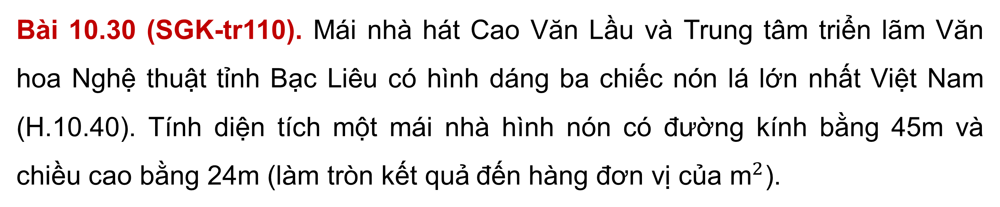 Bài 10.30 (SGK-tr110). Mái nhà hát Cao Văn Lầu và Trung tâm triển lãm Văn
hoa Nghệ thuật tỉnh Bạc Liêu có hình dáng ba chiếc nón lá lớn nhất Việt Nam
(H.10.40). Tính diện tích một mái nhà hình nón có đường kính bằng 45m và
chiều cao bằng 24m (làm tròn kết quả đến hàng đơn vị của m²).